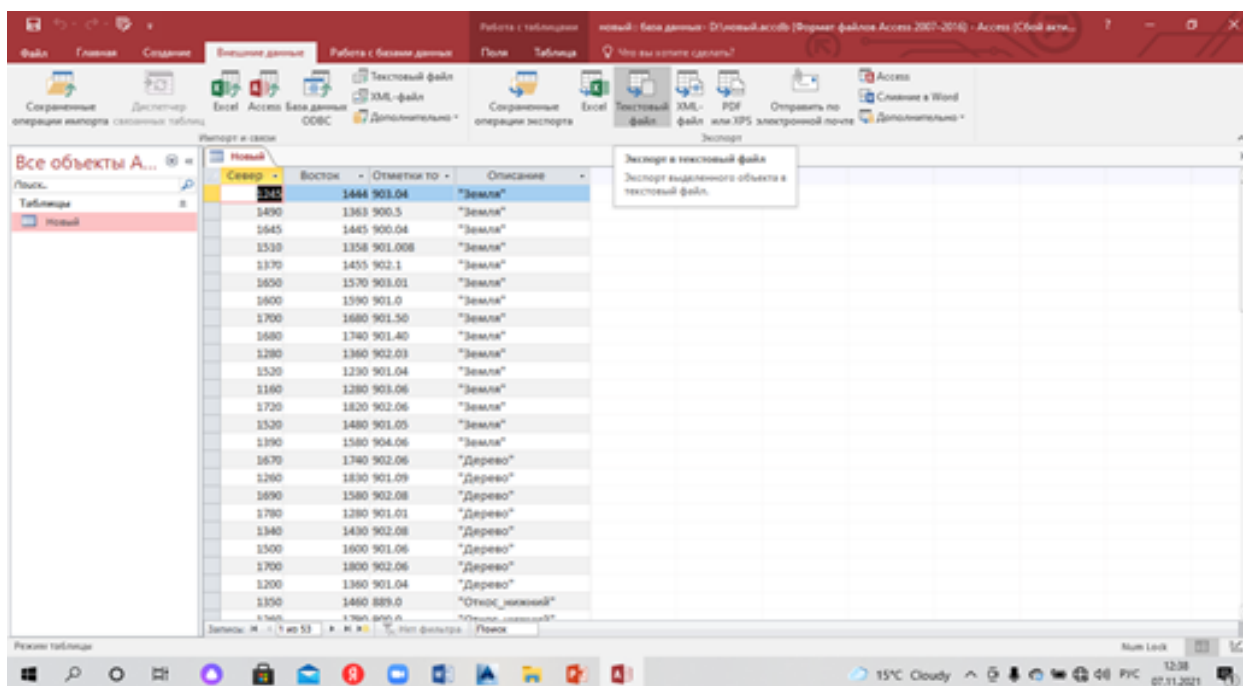 Работа с таблицами новый : база данных- D:\новый.accdb (Формат файлов Access 2007–2016) - Access (Сбой акти... ?
Файл Главная Создание Внешние данные Работа с базами данных Поля Таблица Что вы хотите сделать?
Сохраненные операции импорта
Диспетчер связанных таблиц
Excel
Access
База данных ODBC
Текстовый файл
XML-файл
Дополнительно
Сохраненные операции экспорта
Excel
Текстовый файл
XML-файл
PDF или XPS
Отправить по электронной почте
Access
Слияние с Word
Дополнительно
Импорт и связи Экспорт
Экспорт в текстовый файл
Экспорт выделенного объекта в
текстовый файл.
Все объекты A...
Поиск...
Таблицы
Новый
Новый
Север Восток Отметки то Описание
1245 1444 903.04 "Земля"
1490 1363 900.5 "Земля"
1645 1445 900.04 "Земля"
1510 1358 901.008 "Земля"
1370 1455 902.1 "Земля"
1650 1570 903.01 "Земля"
1600 1590 901.0 "Земля"
1700 1680 901.50 "Земля"
1680 1740 901.40 "Земля"
1280 1360 902.03 "Земля"
1520 1230 901.04 "Земля"
1160 1280 903.06 "Земля"
1720 1820 902.06 "Земля"
1520 1480 901.05 "Земля"
1390 1580 904.06 "Земля"
1670 1740 902.06 "Дерево"
1260 1830 901.09 "Дерево"
1690 1580 902.08 "Дерево"
1780 1280 901.01 "Дерево"
1340 1430 902.08 "Дерево"
1500 1600 901.06 "Дерево"
1700 1800 902.06 "Дерево"
1200 1360 901.04 "Дерево"
1350 1460 889.0 "Откос_нижний"
Запись: 1 из 53 Нет фильтра Поиск
Режим таблицы Num Lock
15°C Cloudy РУС 12:38
07.11.2021